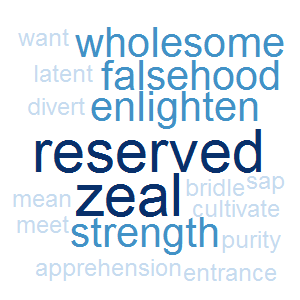 want wholesome
latent falsehood
divert enlighten
reserved
zeal bridle sap
mean cultivate
meet strength purity
apprehension entrance